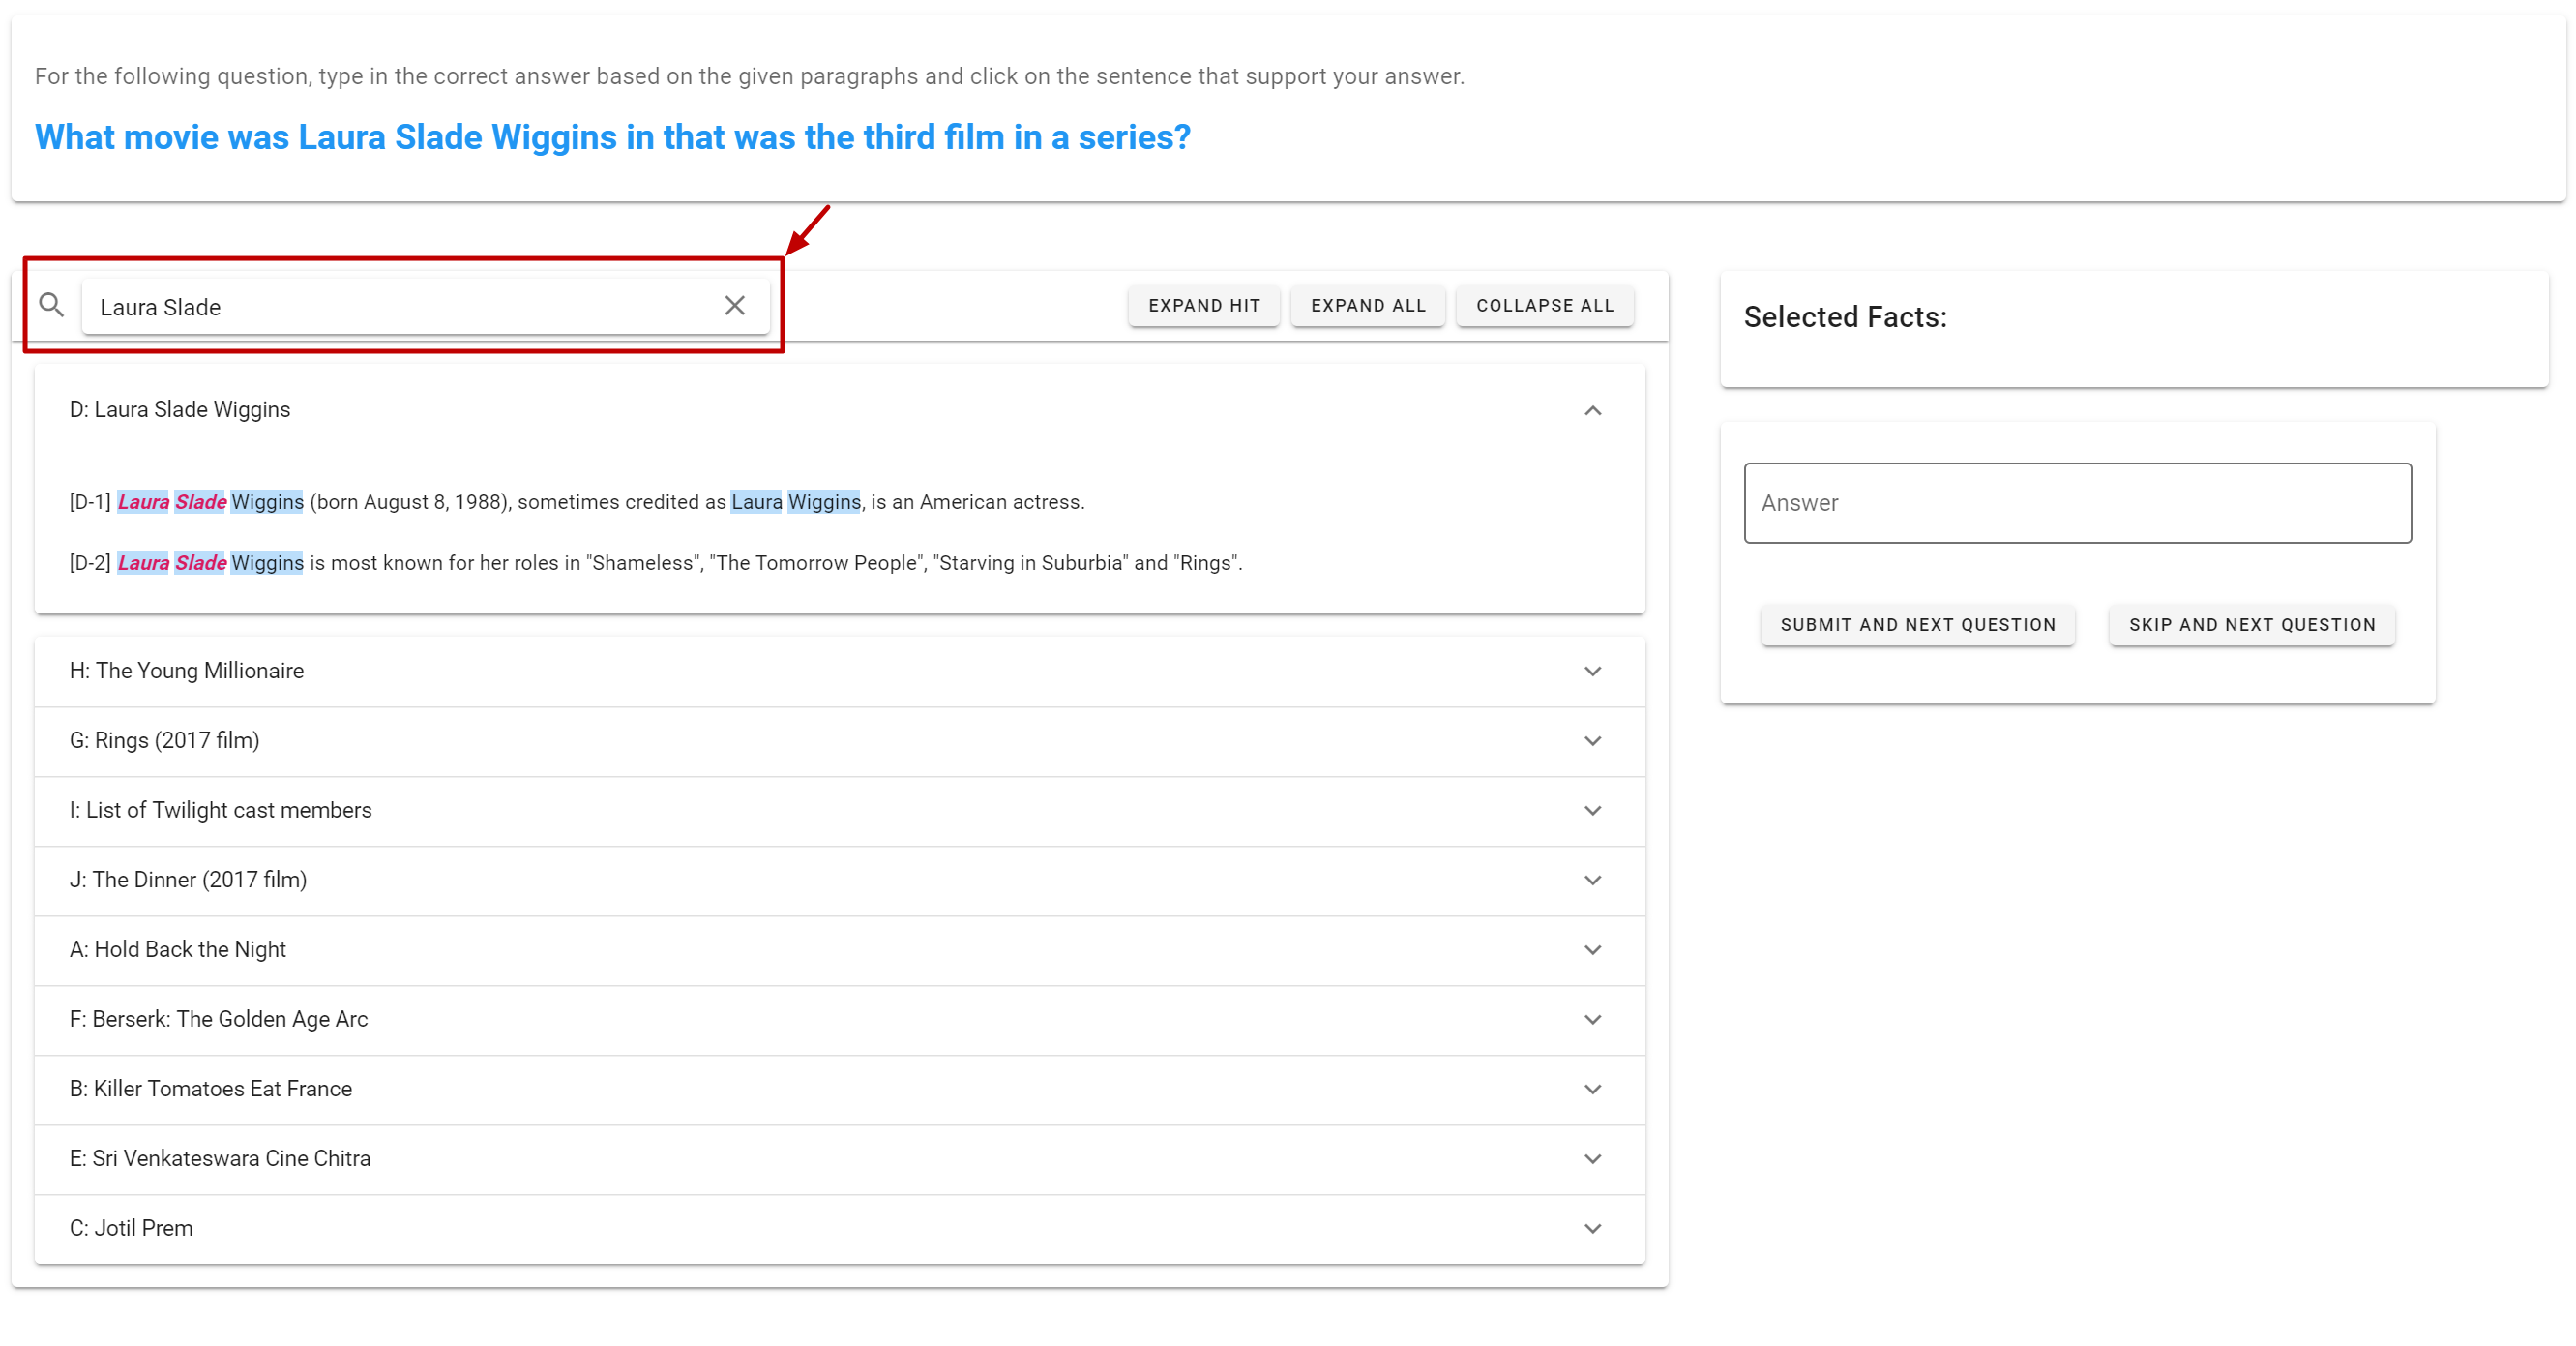 For the following question, type in the correct answer based on the given paragraphs and click on the sentence that support your answer.
What movie was Laura Slade Wiggins in that was the third film in a series?
Laura Slade
EXPAND HIT
EXPAND ALL
COLLAPSE ALL
D: Laura Slade Wiggins
[D-1] Laura Slade Wiggins (born August 8, 1988), sometimes credited as Laura Wiggins, is an American actress.
[D-2] Laura Slade Wiggins is most known for her roles in "Shameless", "The Tomorrow People", "Starving in Suburbia" and "Rings".
H: The Young Millionaire
G: Rings (2017 film)
I: List of Twilight cast members
J: The Dinner (2017 film)
A: Hold Back the Night
F: Berserk: The Golden Age Arc
B: Killer Tomatoes Eat France
E: Sri Venkateswara Cine Chitra
C: Jotil Prem
Selected Facts:
Answer
SUBMIT AND NEXT QUESTION
SKIP AND NEXT QUESTION